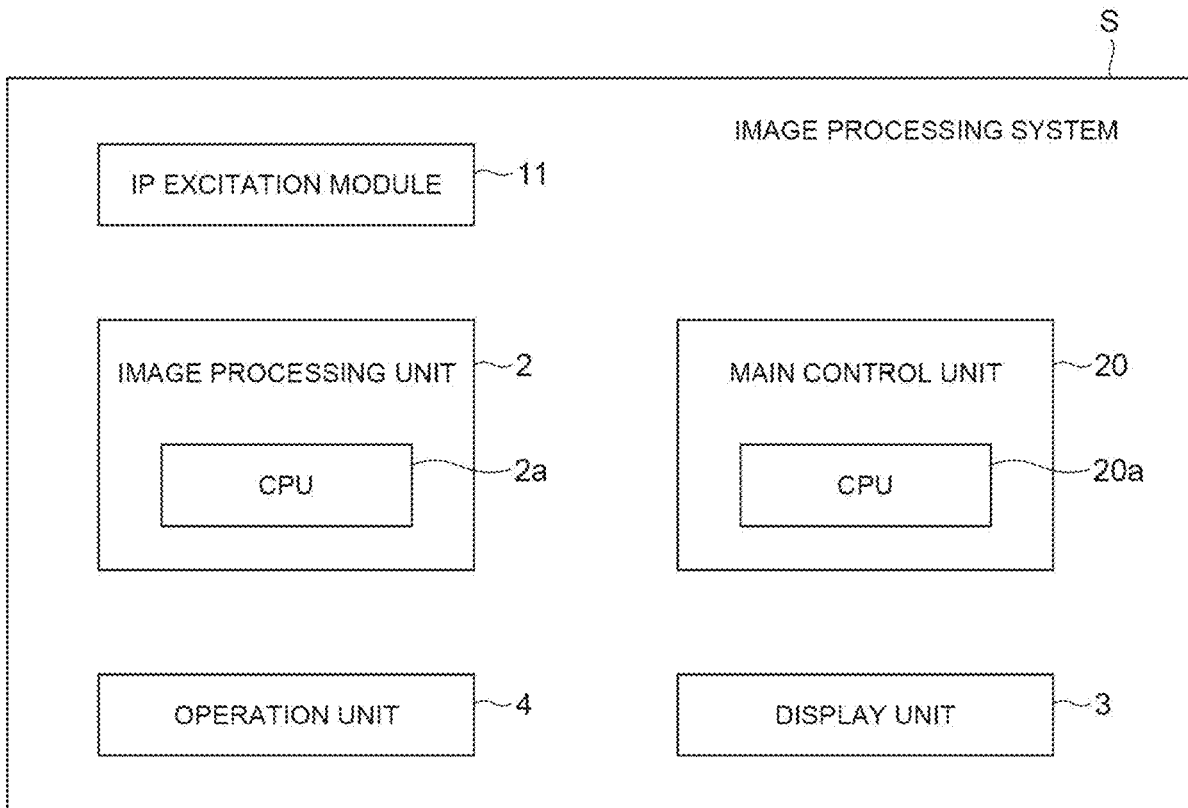 S
IMAGE PROCESSING SYSTEM
IP EXCITATION MODULE
11
IMAGE PROCESSING UNIT
2
MAIN CONTROL UNIT
20
CPU
2a
CPU
20a
OPERATION UNIT
4
DISPLAY UNIT
3